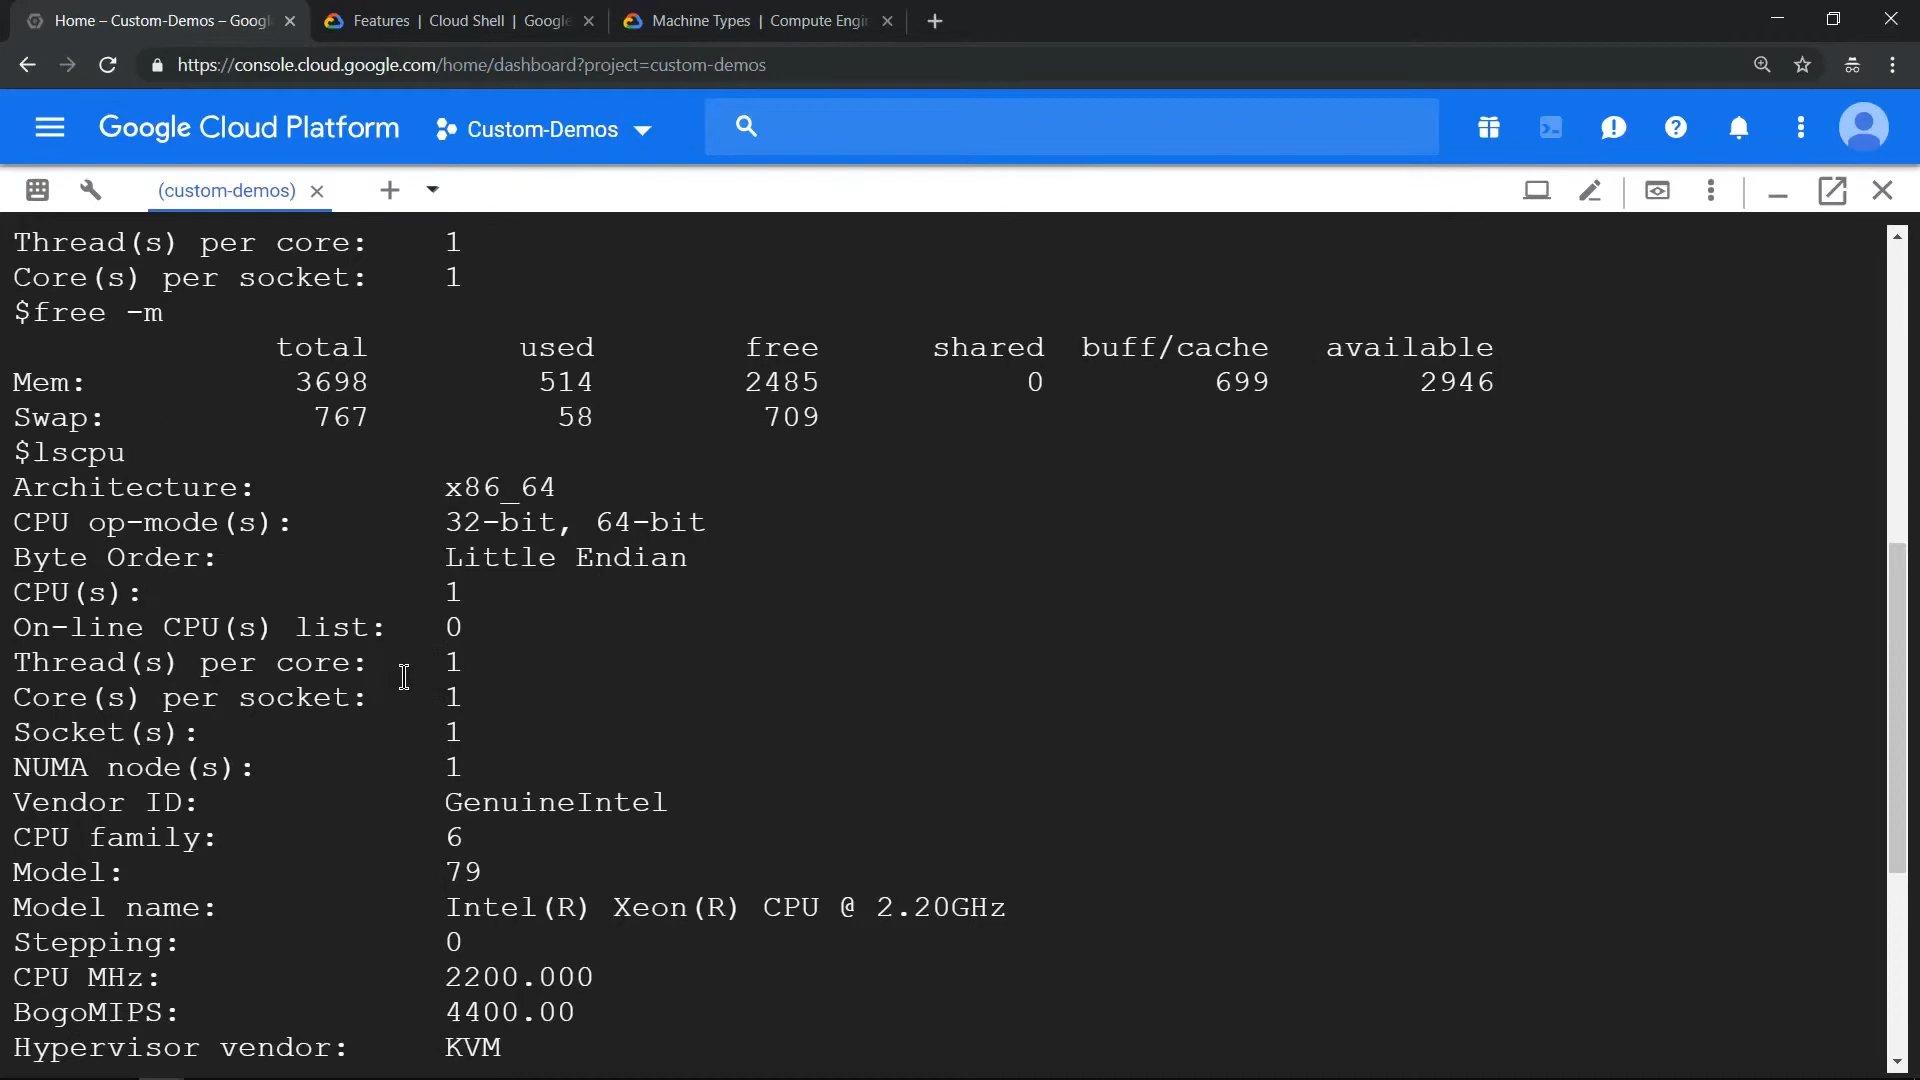 Home – Custom-Demos – Googl
Features | Cloud Shell | Google
Machine Types | Compute Engi
https://console.cloud.google.com/home/dashboard?project=custom-demos
Google Cloud Platform
Custom-Demos
(custom-demos)
Thread(s) per core: 1
Core(s) per socket: 1
$free -m
total used free shared buff/cache available
Mem: 3698 514 2485 0 699 2946
Swap: 767 58 709
$lscpu
Architecture: x86_64
CPU op-mode(s): 32-bit, 64-bit
Byte Order: Little Endian
CPU(s): 1
On-line CPU(s) list: 0
Thread(s) per core: 1
Core(s) per socket: 1
Socket(s): 1
NUMA node(s): 1
Vendor ID: GenuineIntel
CPU family: 6
Model: 79
Model name: Intel(R) Xeon(R) CPU @ 2.20GHz
Stepping: 0
CPU MHz: 2200.000
BogoMIPS: 4400.00
Hypervisor vendor: KVM